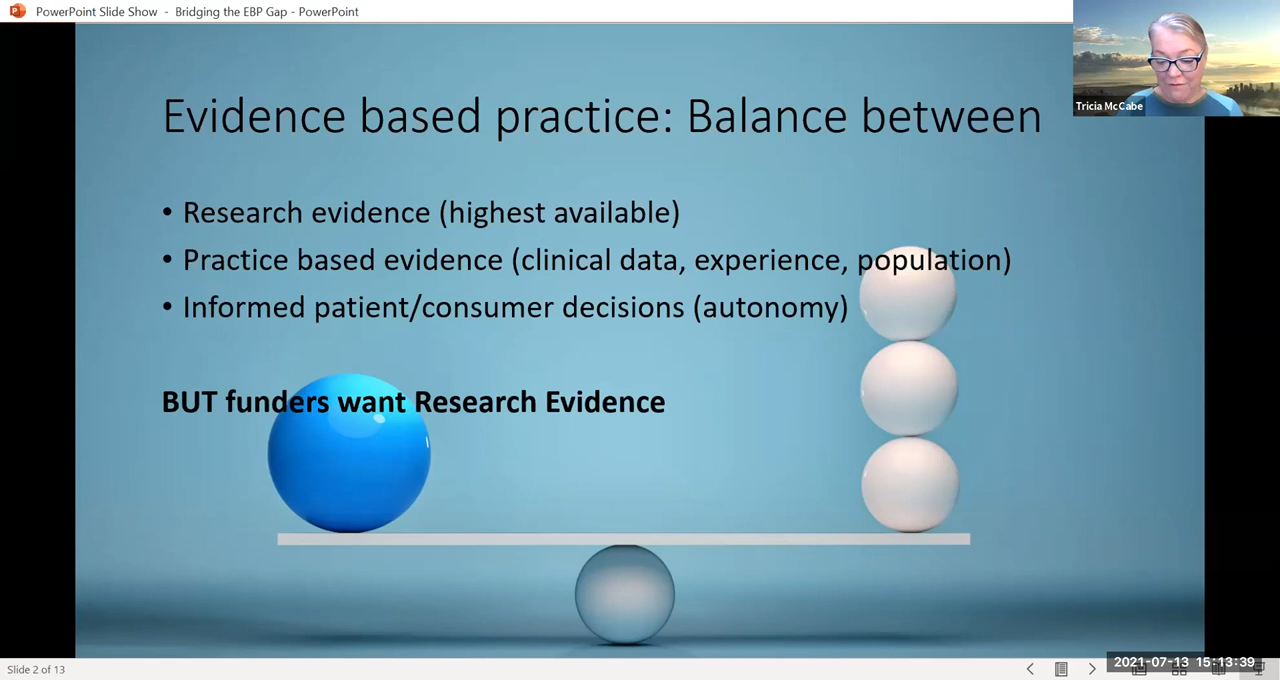 PowerPoint Slide Show - Bridging the EBP Gap - PowerPoint
Tricia McCabe
Evidence based practice: Balance between
• Research evidence (highest available)
• Practice based evidence (clinical data, experience, population)
• Informed patient/consumer decisions (autonomy)
BUT funders want Research Evidence
Slide 2 of 13
2021-07-13 15:13:39